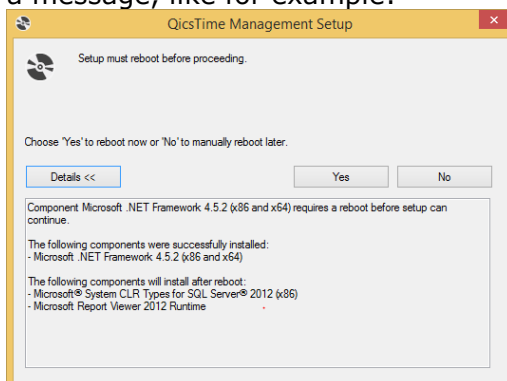 a message, like for example:
QicsTime Management Setup
Setup must reboot before proceeding.
Choose 'Yes' to reboot now or 'No' to manually reboot later.
Details << Yes No
Component Microsoft .NET Framework 4.5.2 (x86 and x64) requires a reboot before setup can
continue.
The following components were successfully installed:
- Microsoft .NET Framework 4.5.2 (x86 and x64)
The following components will install after reboot:
- Microsoft® System CLR Types for SQL Server® 2012 (x86)
- Microsoft Report Viewer 2012 Runtime